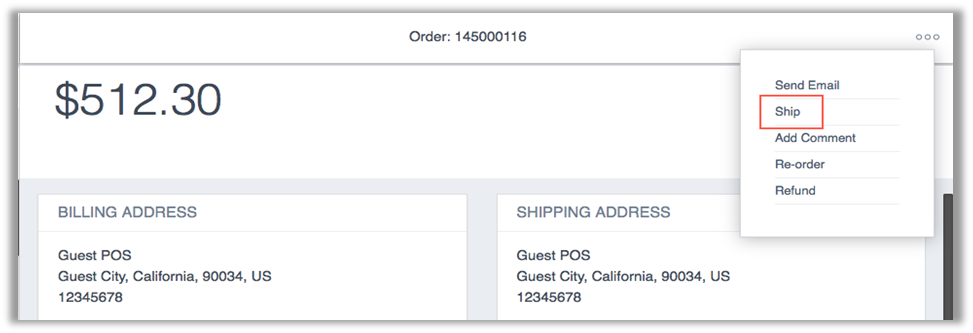 Order: 145000116
$512.30
Send Email
Ship
Add Comment
Re-order
Refund
BILLING ADDRESS
Guest POS
Guest City, California, 90034, US
12345678
SHIPPING ADDRESS
Guest POS
Guest City, California, 90034, US
12345678